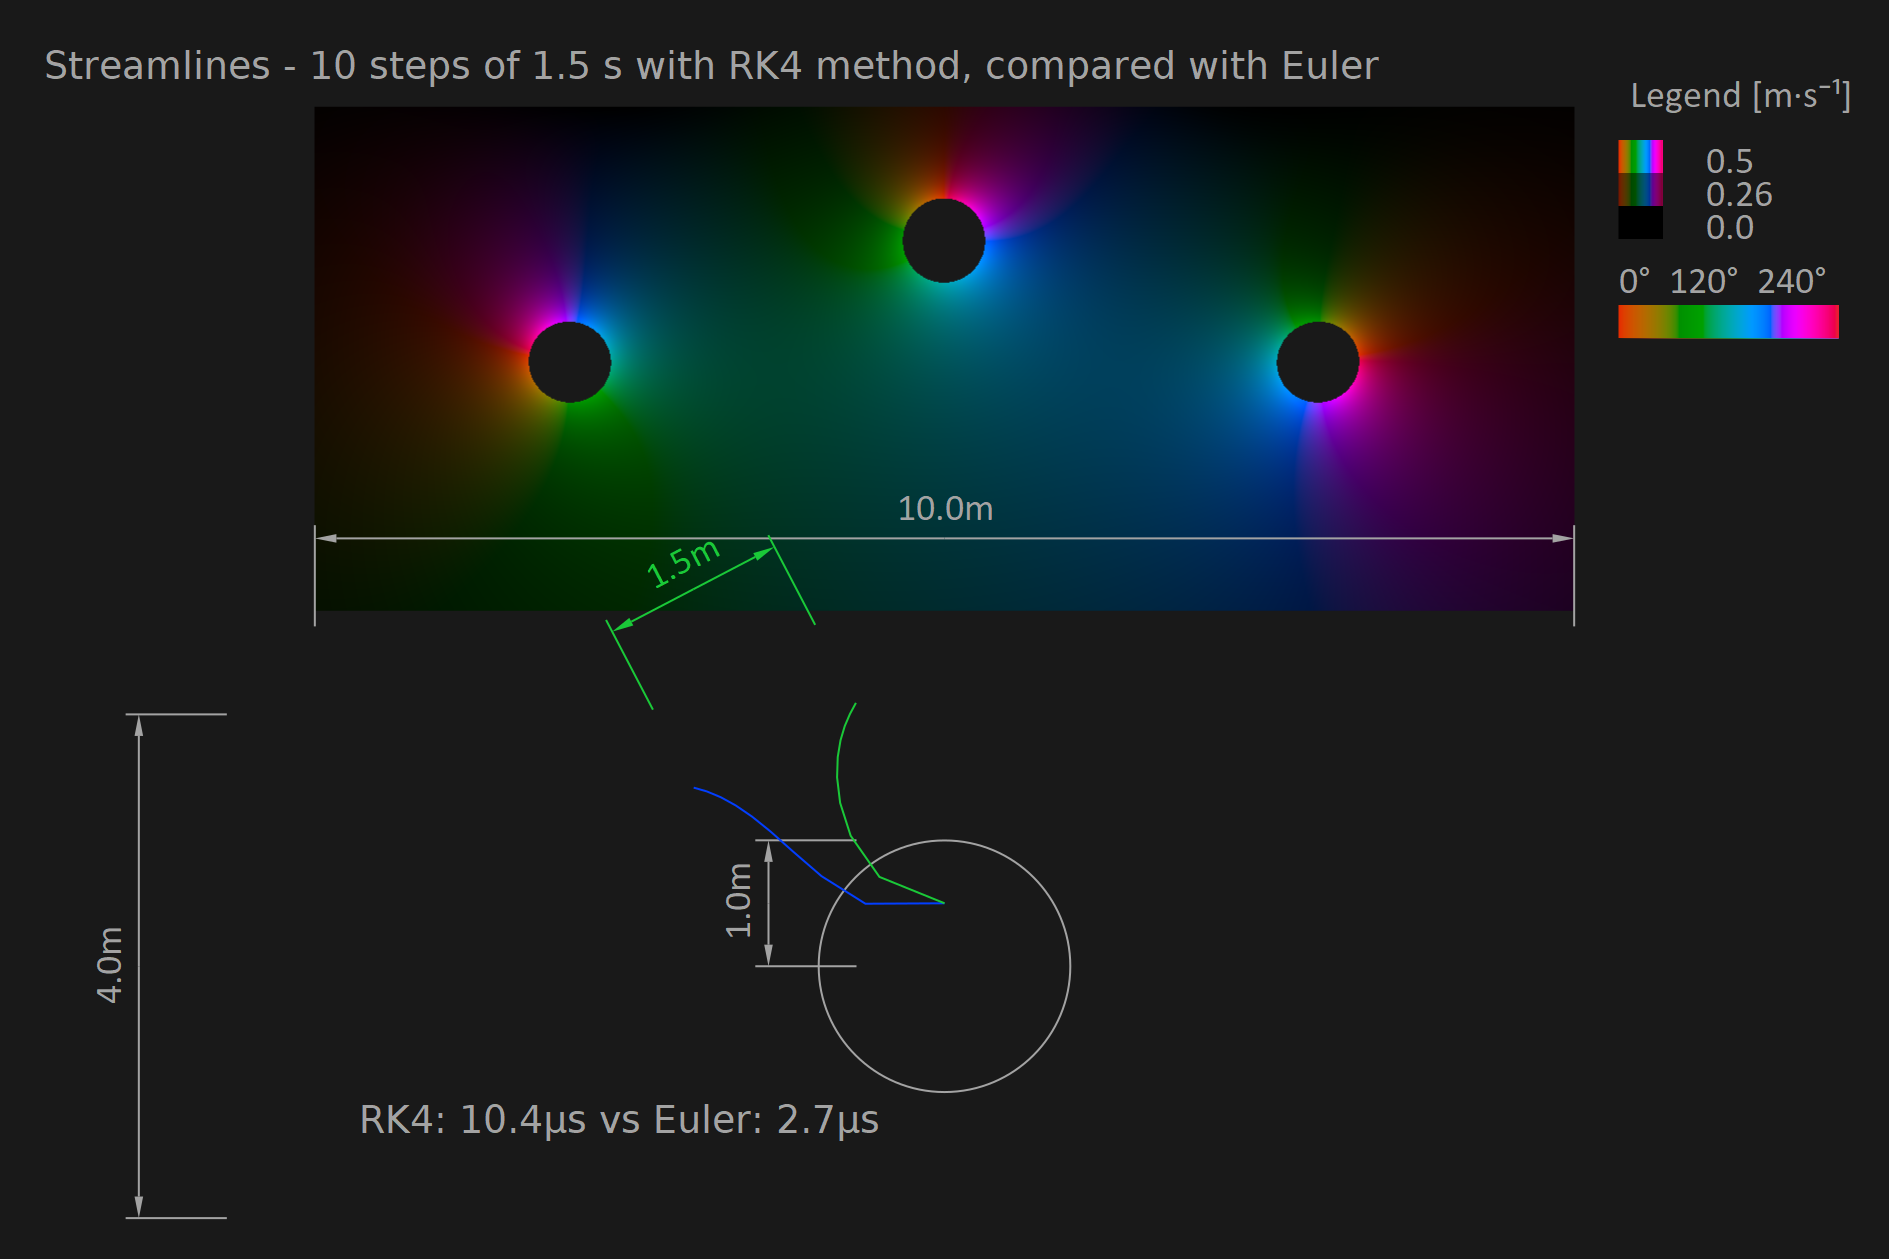 Streamlines - 10 steps of 1.5 s with RK4 method, compared with Euler
Legend [m·s⁻¹]
0.5
0.26
0.0
0° 120° 240°
10.0m
1.5m
1.0m
4.0m
RK4: 10.4μs vs Euler: 2.7μs